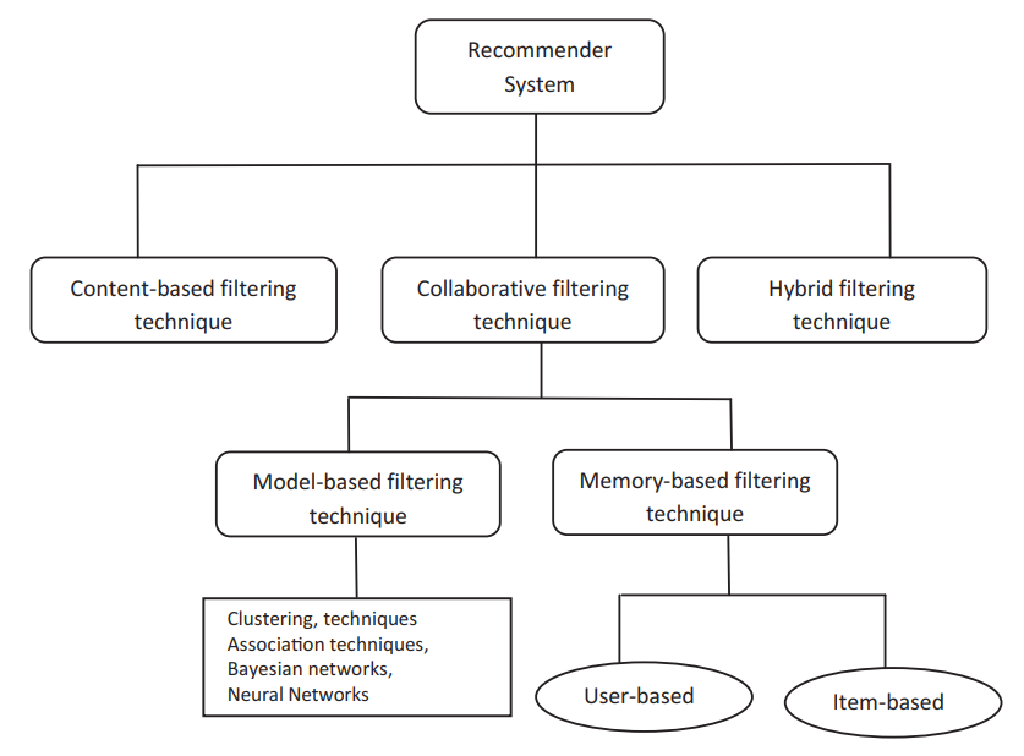 Recommender
System
Content-based filtering
technique
Collaborative filtering
technique
Hybrid filtering
technique
Model-based filtering
technique
Memory-based filtering
technique
Clustering, techniques
Association techniques,
Bayesian networks,
Neural Networks
User-based
Item-based